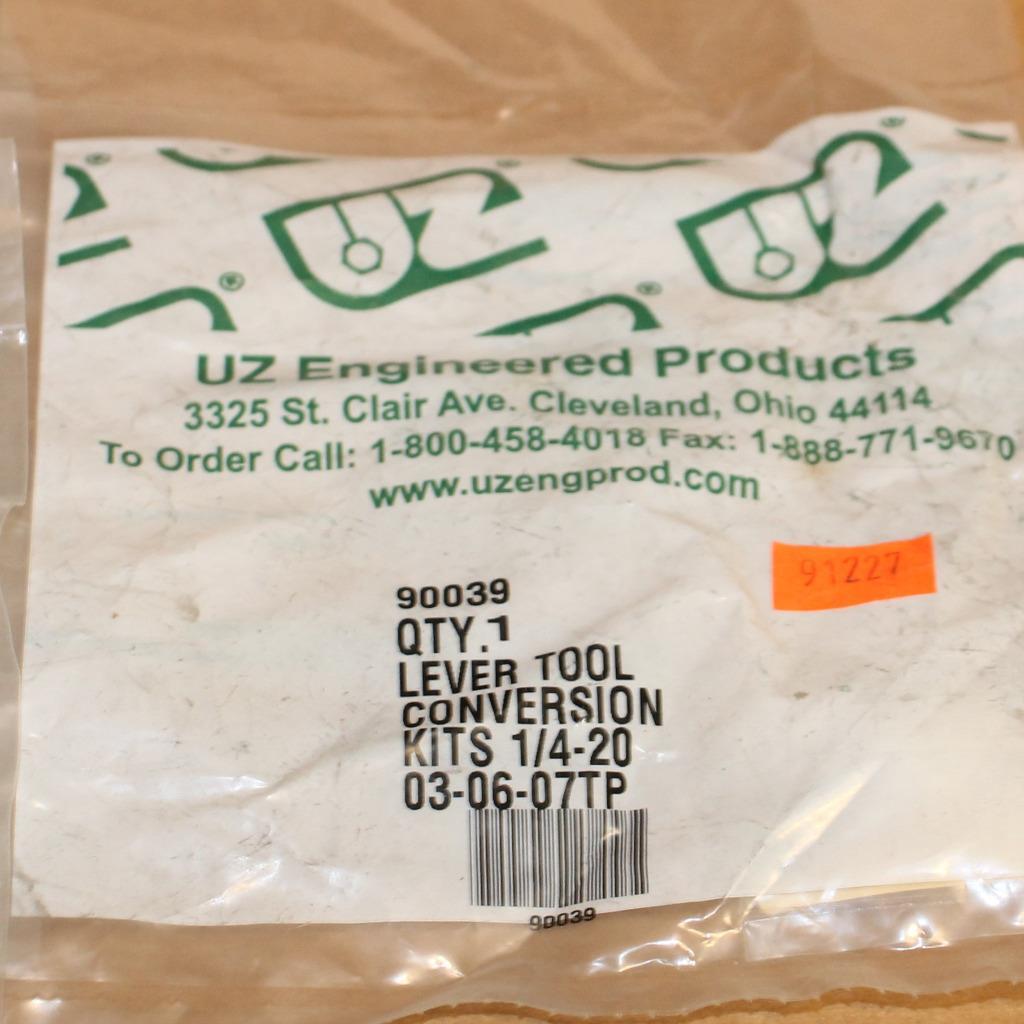 UZ
UZ
UZ Engineered Products
3325 St. Clair Ave. Cleveland, Ohio 44114
To Order Call: 1-800-458-4018 Fax: 1-888-771-9670
www.uzengprod.com
91227
90039
QTY.1
LEVER TOOL
CONVERSION
KITS 1/4-20
03-06-07TP
90039